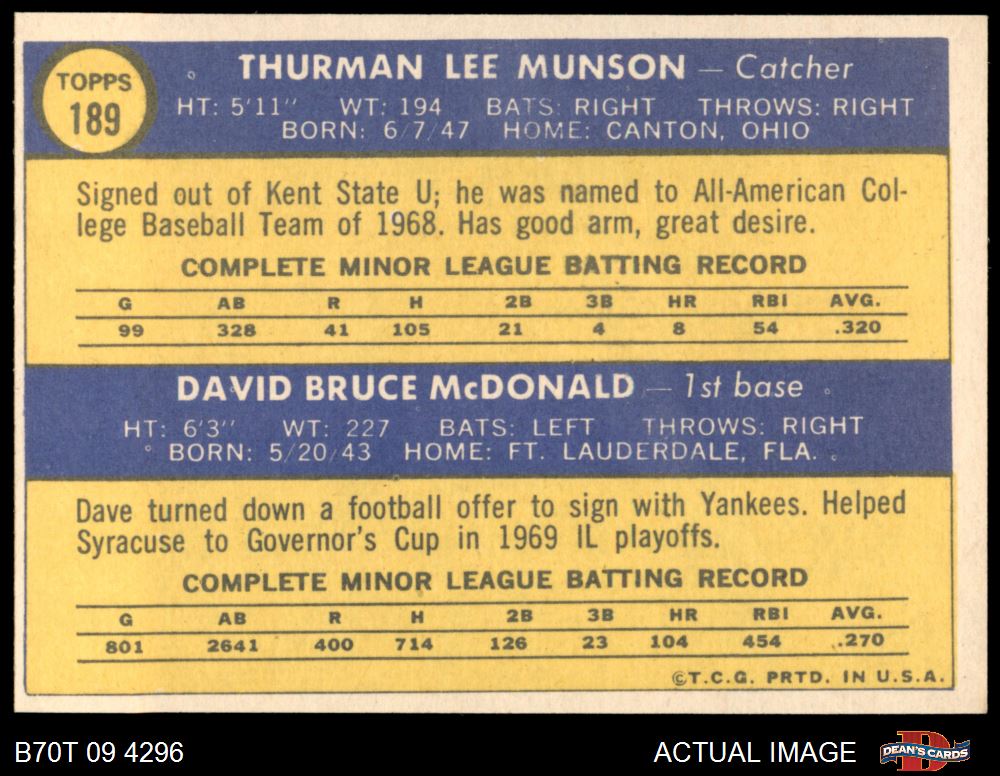 TOPPS
189
THURMAN LEE MUNSON — Catcher
HT: 5'11" WT: 194 BATS: RIGHT THROWS: RIGHT
BORN: 6/7/47 HOME: CANTON, OHIO
Signed out of Kent State U; he was named to All-American Col-
lege Baseball Team of 1968. Has good arm, great desire.
COMPLETE MINOR LEAGUE BATTING RECORD
G AB R H 2B 3B HR RBI AVG.
99 328 41 105 21 4 8 54 .320
DAVID BRUCE McDONALD — 1st base
HT: 6'3" WT: 227 BATS: LEFT THROWS: RIGHT
BORN: 5/20/43 HOME: FT. LAUDERDALE, FLA.
Dave turned down a football offer to sign with Yankees. Helped
Syracuse to Governor's Cup in 1969 IL playoffs.
COMPLETE MINOR LEAGUE BATTING RECORD
G AB R H 2B 3B HR RBI AVG.
801 2641 400 714 126 23 104 454 .270
©T.C.G. PRTD. IN U.S.A.
B70T 09 4296 ACTUAL IMAGE DEAN'S CARDS